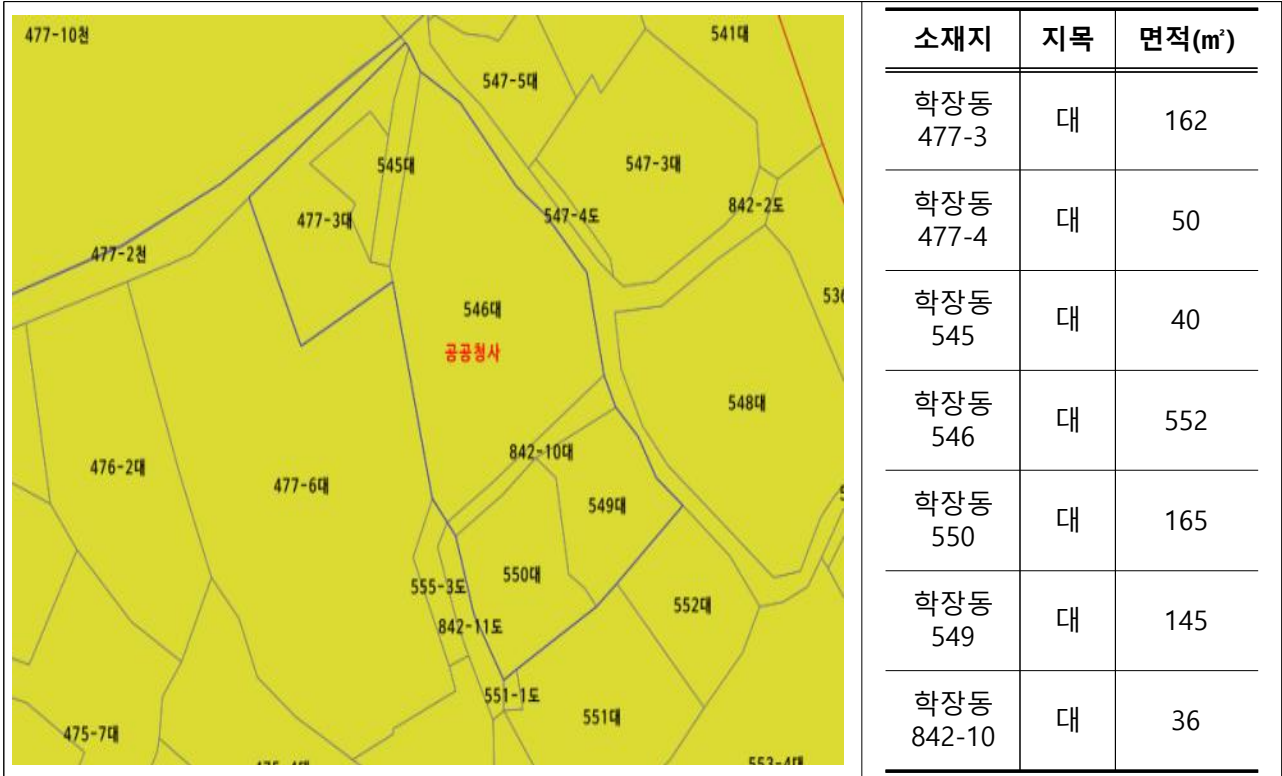 477-10천
541대
547-5대
545대
547-3대
477-3대
547-4도
842-2도
477-2천
546대
공공청사
548대
842-10대
476-2대
477-6대
549대
555-3도
550대
552대
842-11도
551-1도
551대
475-7대
553-4대
소재지 지목 면적(㎡)
학장동
477-3 대 162
학장동
477-4 대 50
학장동
545 대 40
학장동
546 대 552
학장동
550 대 165
학장동
549 대 145
학장동
842-10 대 36